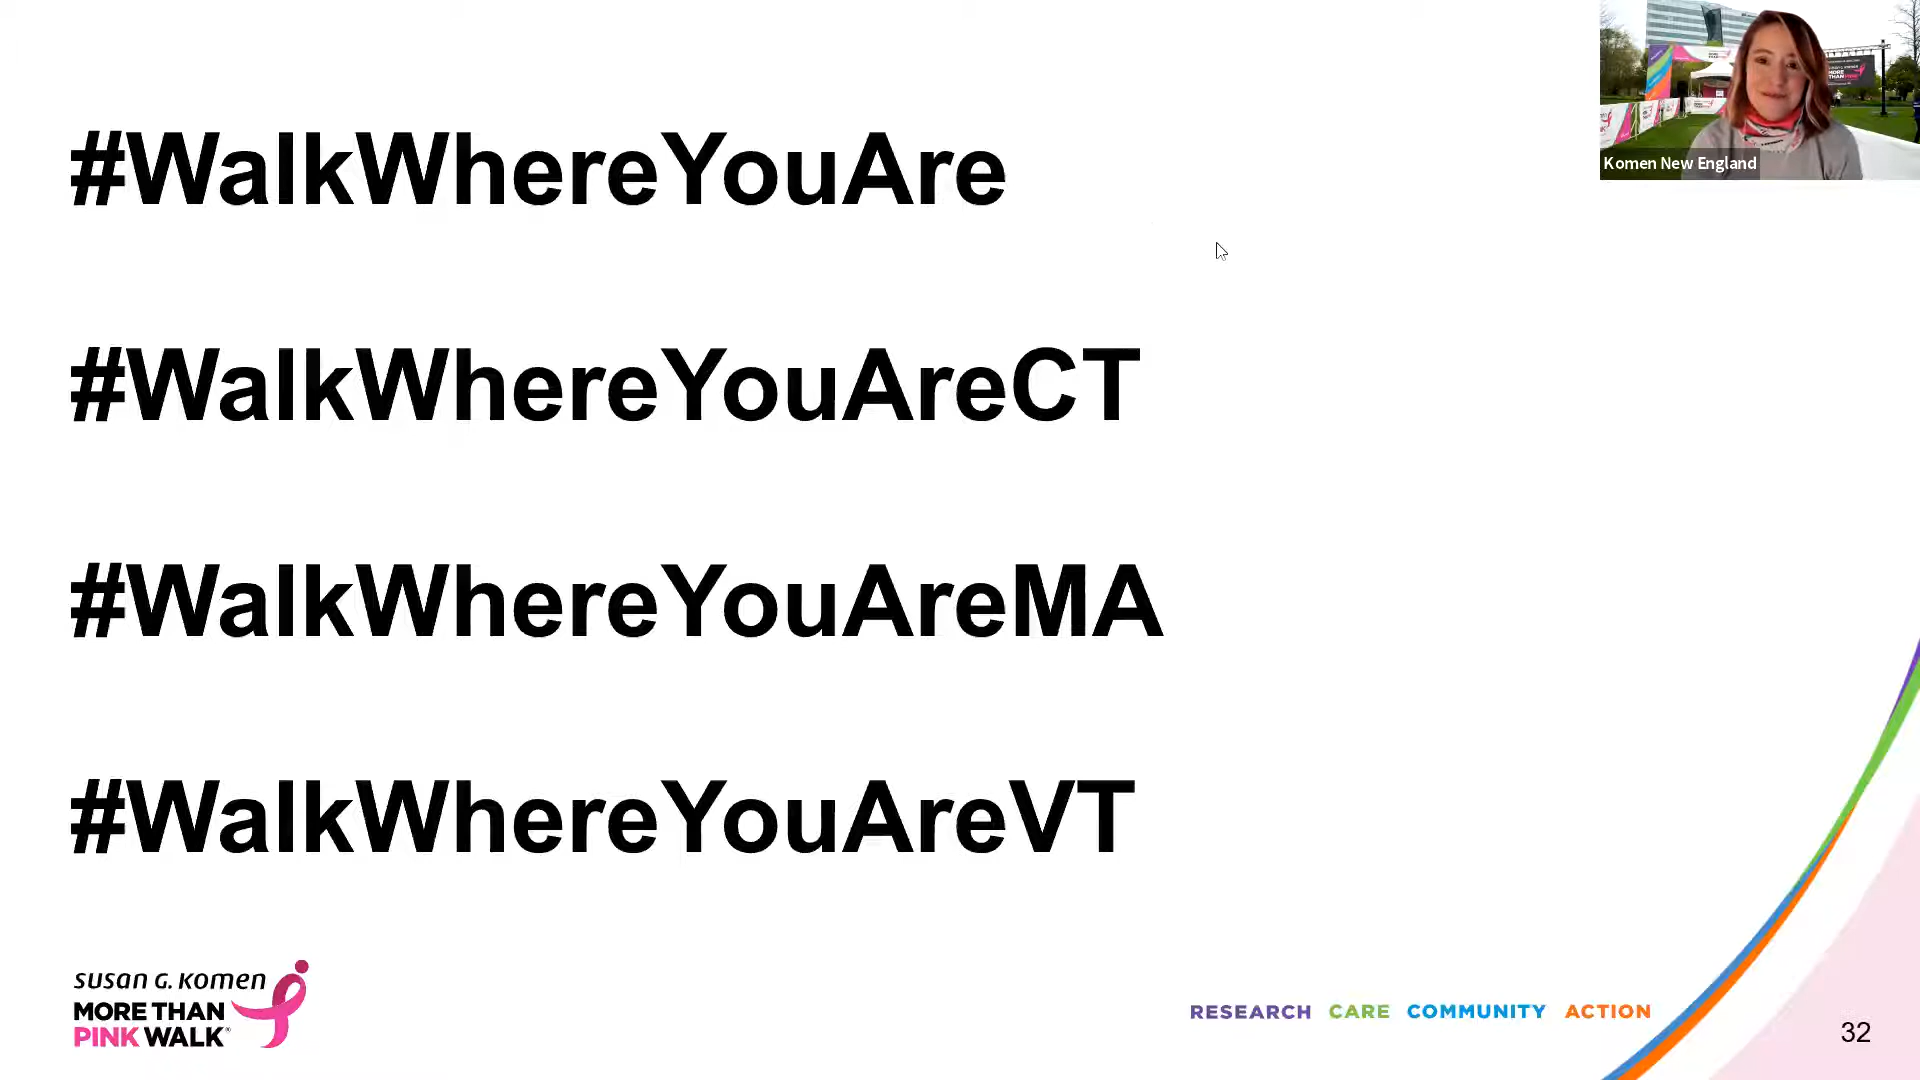 #WalkWhereYouAre
Komen New England
#WalkWhereYouAreCT
#WalkWhereYouAreMA
#WalkWhereYouAreVT
SUSAN G. KOMEN
MORE THAN
PINK WALK®
RESEARCH CARE COMMUNITY ACTION
32